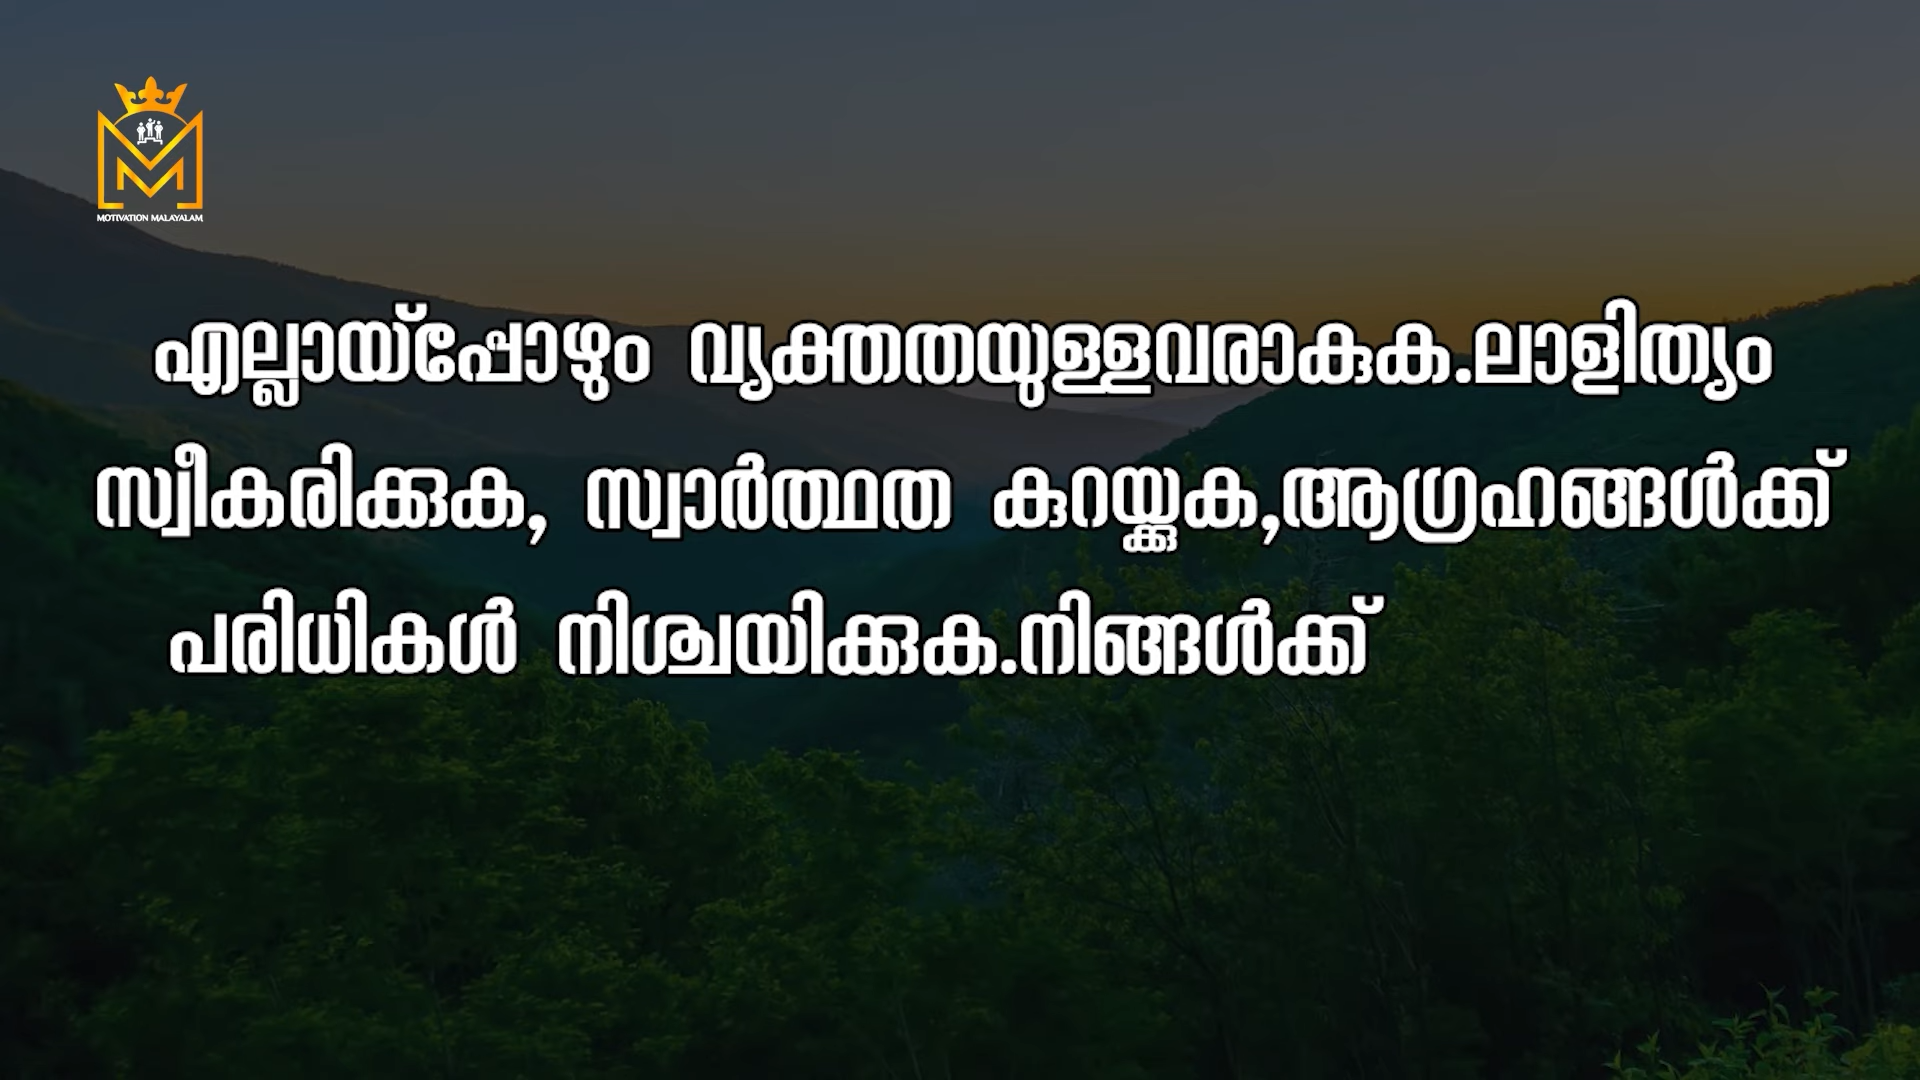 MOTIVATION MALAYALAM
എല്ലായ്പ്പോഴും വ്യക്തതയുള്ളവരാകുക.ലാളിത്യം
സ്വീകരിക്കുക, സ്വാർത്ഥത കുറയ്ക്കുക,ആഗ്രഹങ്ങൾക്ക്
പരിധികൾ നിശ്ചയിക്കുക.നിങ്ങൾക്ക്